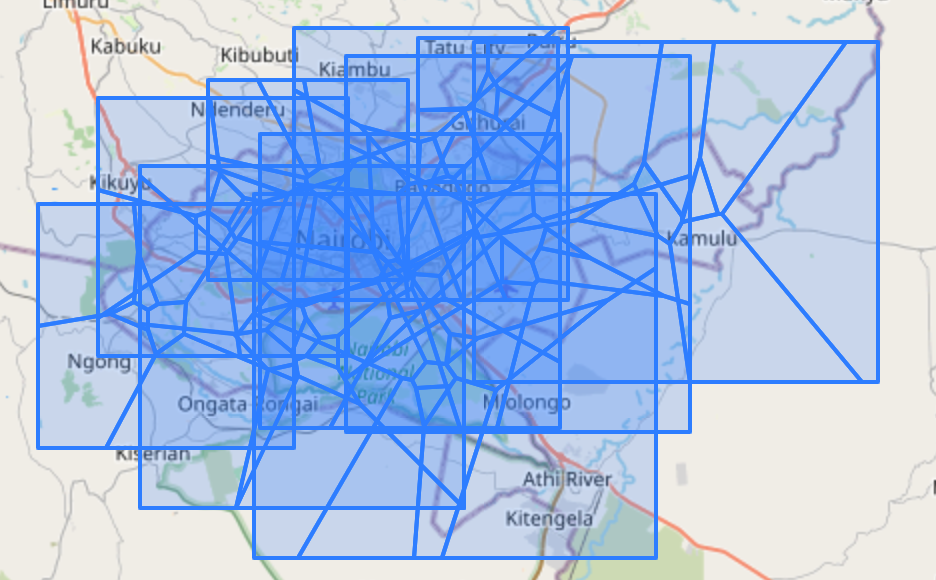 Limuru
Kabuku
Kibubuti
Tatu City
Ruiru
Kiambu
Ndenderu
Githurai
Kikuyu
Nairobi
Kamulu
Nairobi
National
Park
Ngong
Ongata Rongai
Mlolongo
Kiserian
Athi River
Kitengela